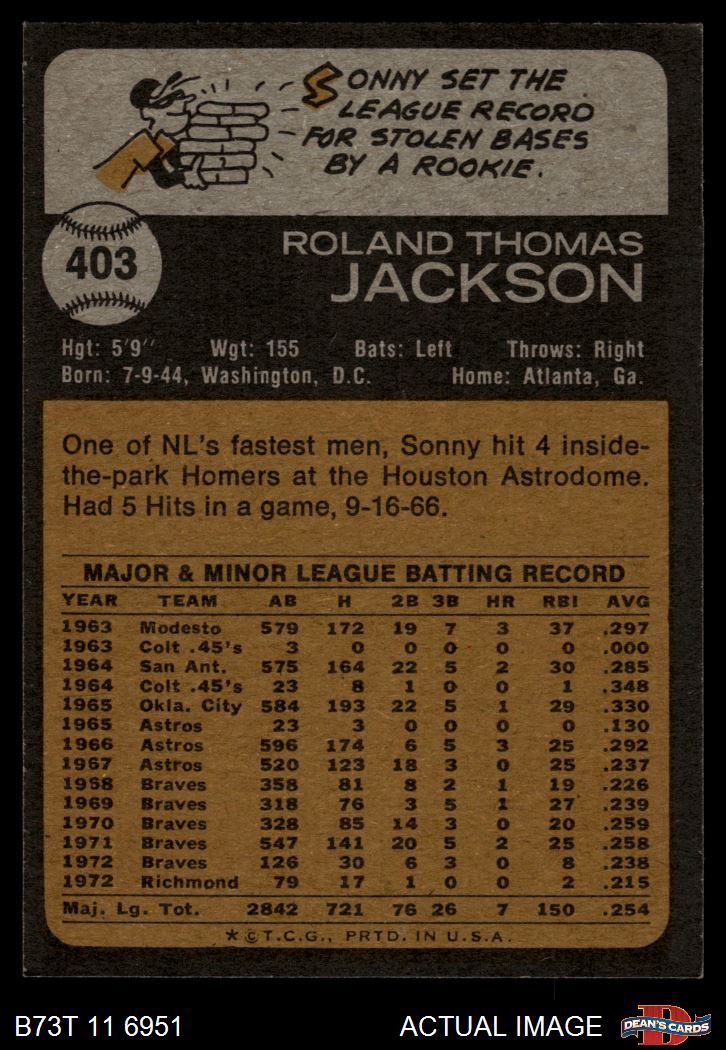 SONNY SET THE
LEAGUE RECORD
FOR STOLEN BASES
BY A ROOKIE.
403
ROLAND THOMAS
JACKSON
Hgt: 5'9" Wgt: 155 Bats: Left Throws: Right
Born: 7-9-44, Washington, D.C. Home: Atlanta, Ga.
One of NL's fastest men, Sonny hit 4 inside-
the-park Homers at the Houston Astrodome.
Had 5 Hits in a game, 9-16-66.
MAJOR & MINOR LEAGUE BATTING RECORD
YEAR TEAM AB H 2B 3B HR RBI AVG
1963 Modesto 579 172 19 7 3 37 .297
1963 Colt .45's 3 0 0 0 0 0 .000
1964 San Ant. 575 164 22 5 2 30 .285
1964 Colt .45's 23 8 1 0 0 1 .348
1965 Okla. City 584 193 22 5 1 29 .330
1965 Astros 23 3 0 0 0 0 .130
1966 Astros 596 174 6 5 3 25 .292
1967 Astros 520 123 18 3 0 25 .237
1968 Braves 358 81 8 2 1 19 .226
1969 Braves 318 76 3 5 1 27 .239
1970 Braves 328 85 14 3 0 20 .259
1971 Braves 547 141 20 5 2 25 .258
1972 Braves 126 30 6 3 0 8 .238
1972 Richmond 79 17 1 0 0 2 .215
Maj. Lg. Tot. 2842 721 76 26 7 150 .254
*©T.C.G., PRTD. IN U.S.A.
B73T 11 6951 ACTUAL IMAGE D DEAN'S CARDS